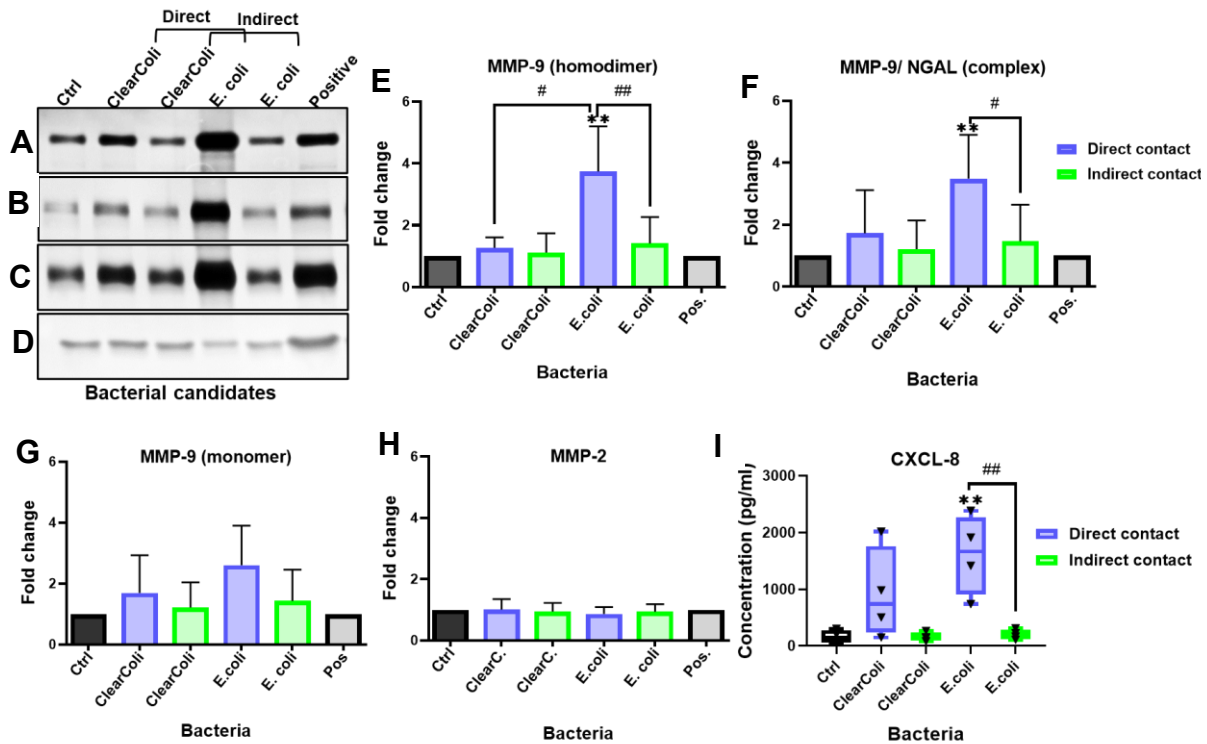 Direct
Indirect
Ctrl
ClearColi
ClearColi
E. coli
E. coli
Positive
A
B
C
D
Bacterial candidates
E
MMP-9 (homodimer)
#
##
**
Fold change
6
4
2
0
Ctrl
ClearColi
ClearColi
E.coli
E. coli
Pos.
Bacteria
F
MMP-9/ NGAL (complex)
#
**
Fold change
6
4
2
0
Ctrl
ClearColi
ClearColi
E.coli
E. coli
Pos.
Bacteria
Direct contact
Indirect contact
G
MMP-9 (monomer)
Fold change
6
4
2
0
Ctrl
ClearColi
ClearColi
E.coli
E. coli
Pos.
Bacteria
H
MMP-2
Fold change
6
4
2
0
Ctrl
ClearC.
ClearC.
E.coli
E. coli
Pos.
Bacteria
I
CXCL-8
##
**
Concentration (pg/ml)
3000
2000
1000
0
Ctrl
ClearColi
ClearColi
E.coli
E.coli
Bacteria
Direct contact
Indirect contact